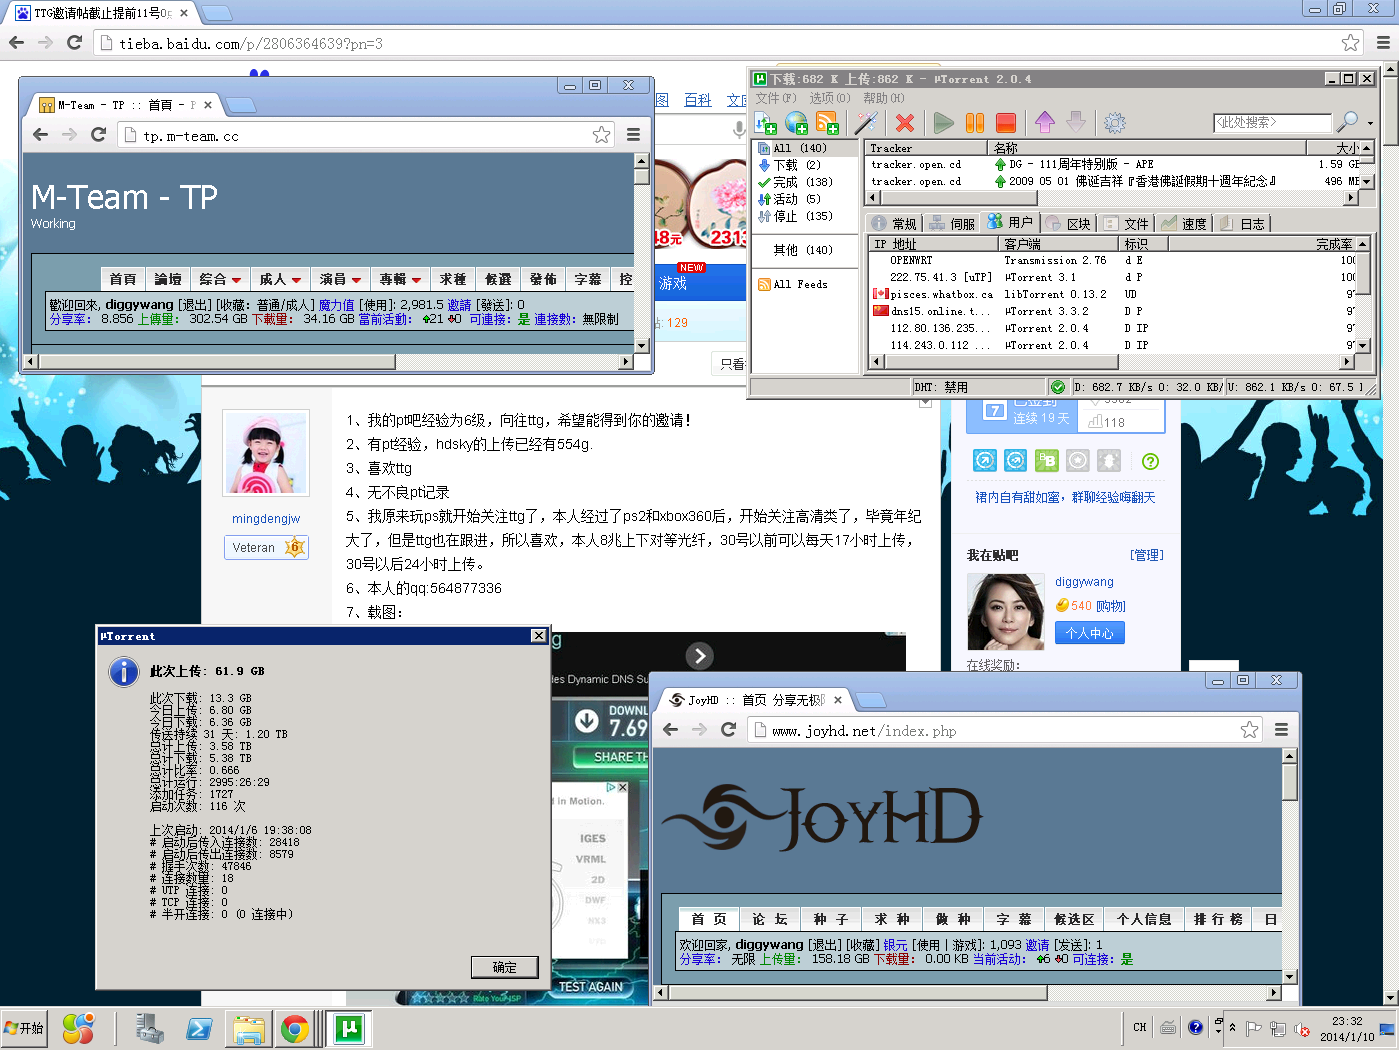 TTG邀请帖截止提前11号0
tieba.baidu.com/p/2806364639?pn=3
M-Team - TP :: 首頁 - P
tp.m-team.cc
M-Team - TP
Working
首頁 論壇 綜合 成人 演員 專輯 求種 候選 發佈 字幕 控
歡迎回來, diggywang [退出] [收藏: 普通/成人] 魔力值 [使用]: 2,981.5 邀請 [發送]: 0
分享率: 8.856 上傳量: 302.54 GB 下載量: 34.16 GB 當前活動: 21 0 可連接: 是 連接數: 無限制
图 百科 文
48元 231
NEW
游戏
129
只看
下载:682 K 上传:862 K - µTorrent 2.0.4
文件(F) 选项(O) 帮助(H)
<此处搜索>
All (140)
下载 (2)
完成 (138)
活动 (5)
停止 (135)
其他 (140)
All Feeds
Tracker 名称 大小
tracker.open.cd DG - 111周年特别版 - APE 1.59 GB
tracker.open.cd 2009 05 01 佛诞吉祥『香港佛誕假期十週年紀念』 496 MB
常规 伺服 用户 区块 文件 速度 日志
IP 地址 客户端 标识 完成率
OPENWRT Transmission 2.76 d E 100
222.75.41.3 [uTP] µTorrent 3.1 d P 100
pisces.whatbox.ca libTorrent 0.13.2 UD 97
dns15.online.t... µTorrent 3.3.2 D P 97
112.80.136.235... µTorrent 2.0.4 D IP 97
114.243.0.112 ... µTorrent 2.0.4 D IP 97
DHT: 禁用 D: 682.7 KB/s O: 32.0 KB/ U: 862.1 KB/s O: 67.5 1
mingdengjw
Veteran 6
1、我的pt吧经验为6级，向往ttg，希望能得到你的邀请！
2、有pt经验，hdsky的上传已经有554g.
3、喜欢ttg
4、无不良pt记录
5、我原来玩ps就开始关注ttg了，本人经过了ps2和xbox360后，开始关注高清类了，毕竟年纪
大了，但是ttg也在跟进，所以喜欢，本人8兆上下对等光纤，30号以前可以每天17小时上传，
30号以后24小时上传。
6、本人的qq:564877336
7、载图：
7 连续 19 天
118
裙内自有甜如蜜，群聊经验嗨翻天
我在贴吧 [管理]
diggywang
540 [购物]
个人中心
在线奖励:
µTorrent
此次上传: 61.9 GB
此次下载: 13.3 GB
今日上传: 6.80 GB
今日下载: 6.36 GB
传送持续 31 天: 1.20 TB
总计上传: 3.58 TB
总计下载: 5.38 TB
总计比率: 0.666
总计运行: 2995:26:29
添加任务: 1727
启动次数: 116 次
上次启动: 2014/1/6 19:38:08
# 启动后传入连接数: 28418
# 启动后传出连接数: 8579
# 握手次数: 47846
# 连接数量: 18
# UTP 连接: 0
# TCP 连接: 0
# 半开连接: 0 (0 连接中)
确定
des Dynamic DNS Su
DOWNL
7.69
SHARE TH
t in Motion.
IGES
VRML
2D
DWF
TEST AGAIN
Rate Your ISP
JoyHD :: 首页 分享无极限
www.joyhd.net/index.php
JoyHD
首 页 论 坛 种 子 求 种 做 种 字 幕 候选区 个人信息 排 行 榜 日
欢迎回家, diggywang [退出] [收藏] 银元 [使用 | 游戏]: 1,093 邀请 [发送]: 1
分享率: 无限 上传量: 158.18 GB 下载量: 0.00 KB 当前活动: 6 0 可连接: 是
开始
CH
23:32
2014/1/10